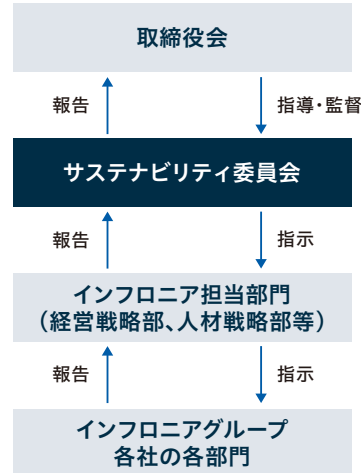 取締役会
報告
指導・監督
サステナビリティ委員会
報告
指示
インフロニア担当部門
（経営戦略部、人材戦略部等）
報告
指示
インフロニアグループ
各社の各部門